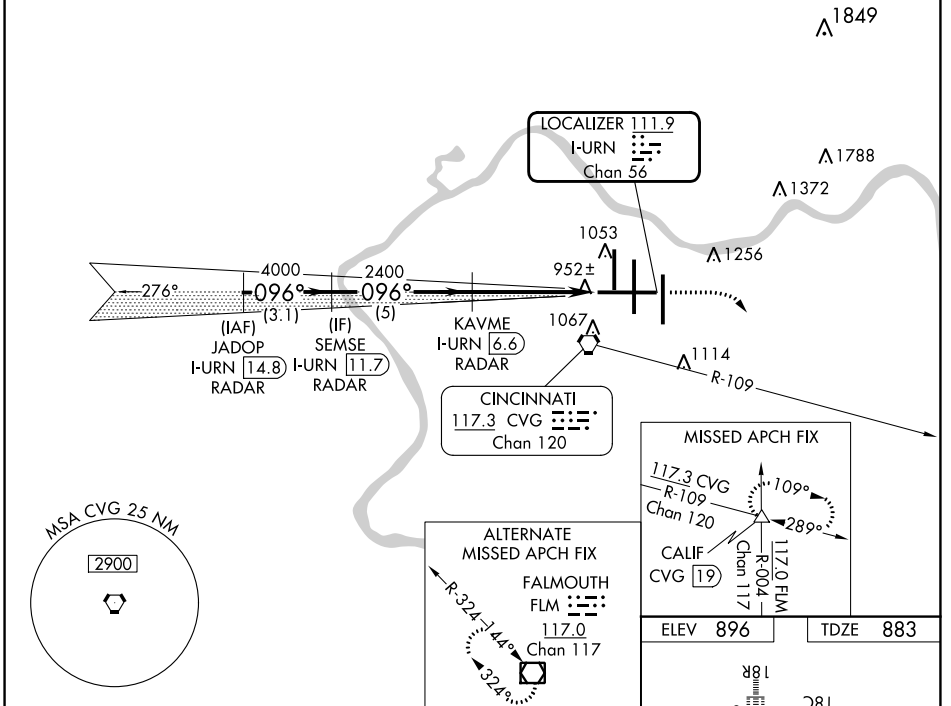 1849
LOCALIZER 111.9
I-URN
Chan 56
1788
1372
1053
1256
952±
4000
2400
276°
096°
096°
(3.1)
(5)
(IAF)
JADOP
I-URN 14.8
RADAR
(IF)
SEMSE
I-URN 11.7
RADAR
KAVME
I-URN 6.6
RADAR
1067
1114
R-109
CINCINNATI
117.3 CVG
Chan 120
MISSED APCH FIX
117.3 CVG
R-109
Chan 120
109°
289°
CALIF
CVG 19
117.0 FLM
R-004
Chan 117
MSA CVG 25 NM
2900
ALTERNATE
MISSED APCH FIX
FALMOUTH
FLM
117.0
Chan 117
R-324
144°
324°
ELEV 896
TDZE 883
18R
18C